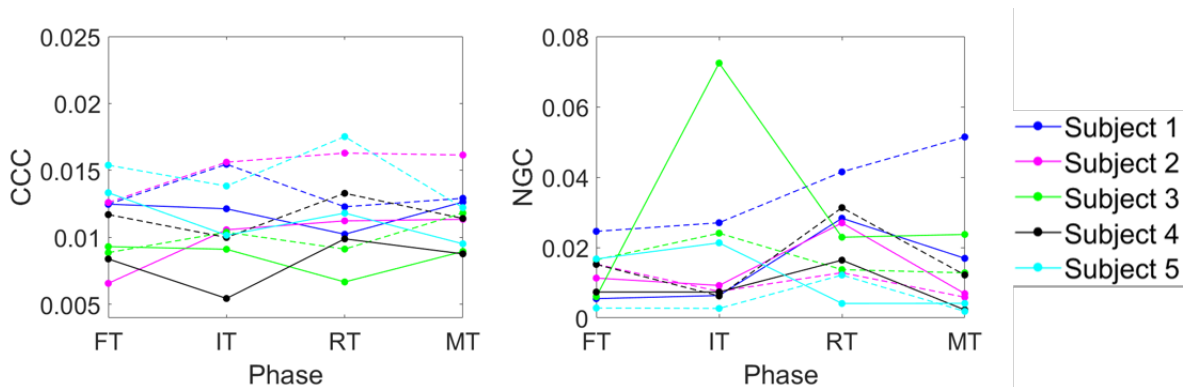 0.025
0.02
0.015
0.01
0.005
CCC
FT IT RT MT
Phase
0.08
0.06
0.04
0.02
0
NGC
FT IT RT MT
Phase
Subject 1
Subject 2
Subject 3
Subject 4
Subject 5